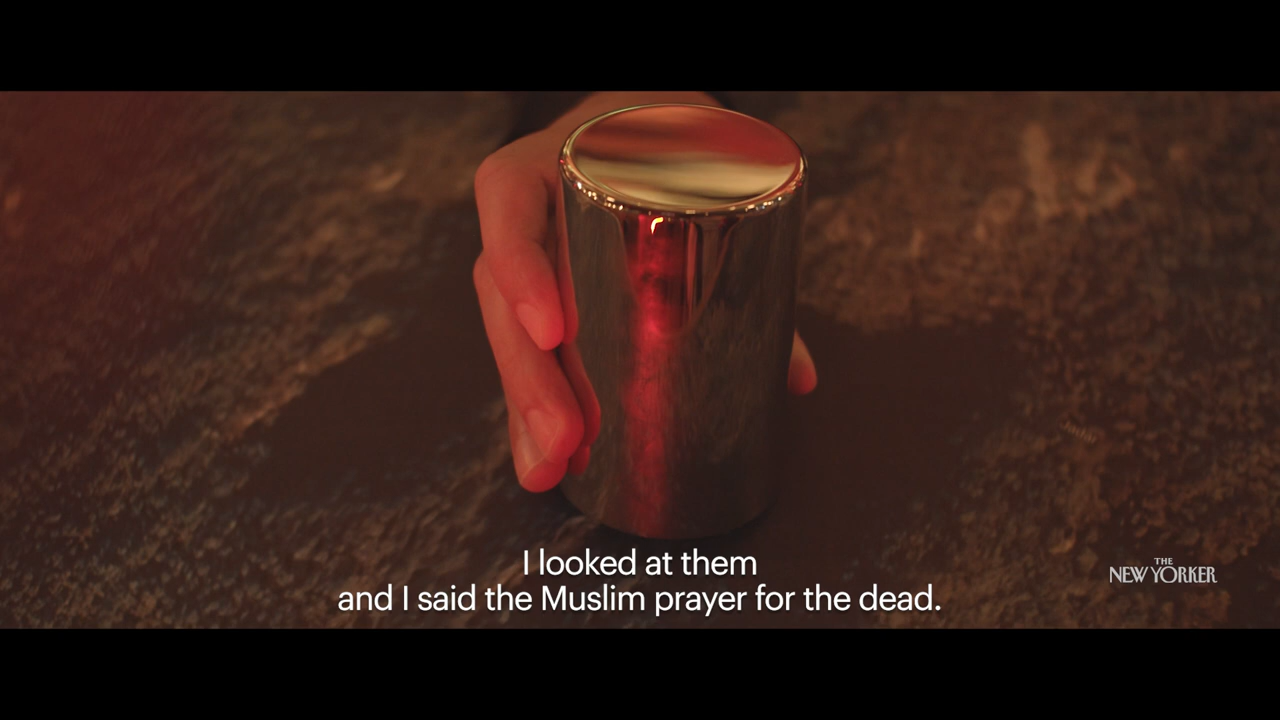 I looked at them
and I said the Muslim prayer for the dead.
THE
NEW YORKER